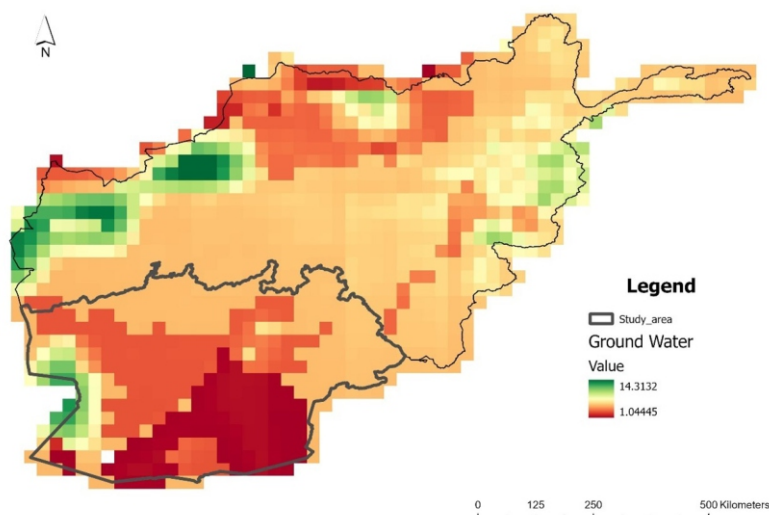 N
Legend
Study_area
Ground Water
Value
14.3132
1.04445
0 125 250 500 Kilometers